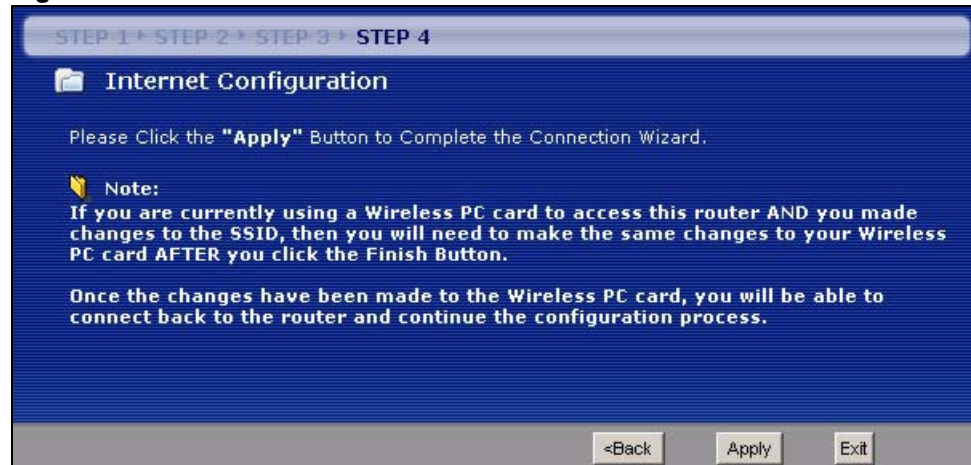 STEP 1 ▸ STEP 2 ▸ STEP 3 ▸ STEP 4
Internet Configuration
Please Click the "Apply" Button to Complete the Connection Wizard.
Note:
If you are currently using a Wireless PC card to access this router AND you made
changes to the SSID, then you will need to make the same changes to your Wireless
PC card AFTER you click the Finish Button.
Once the changes have been made to the Wireless PC card, you will be able to
connect back to the router and continue the configuration process.
<Back
Apply
Exit